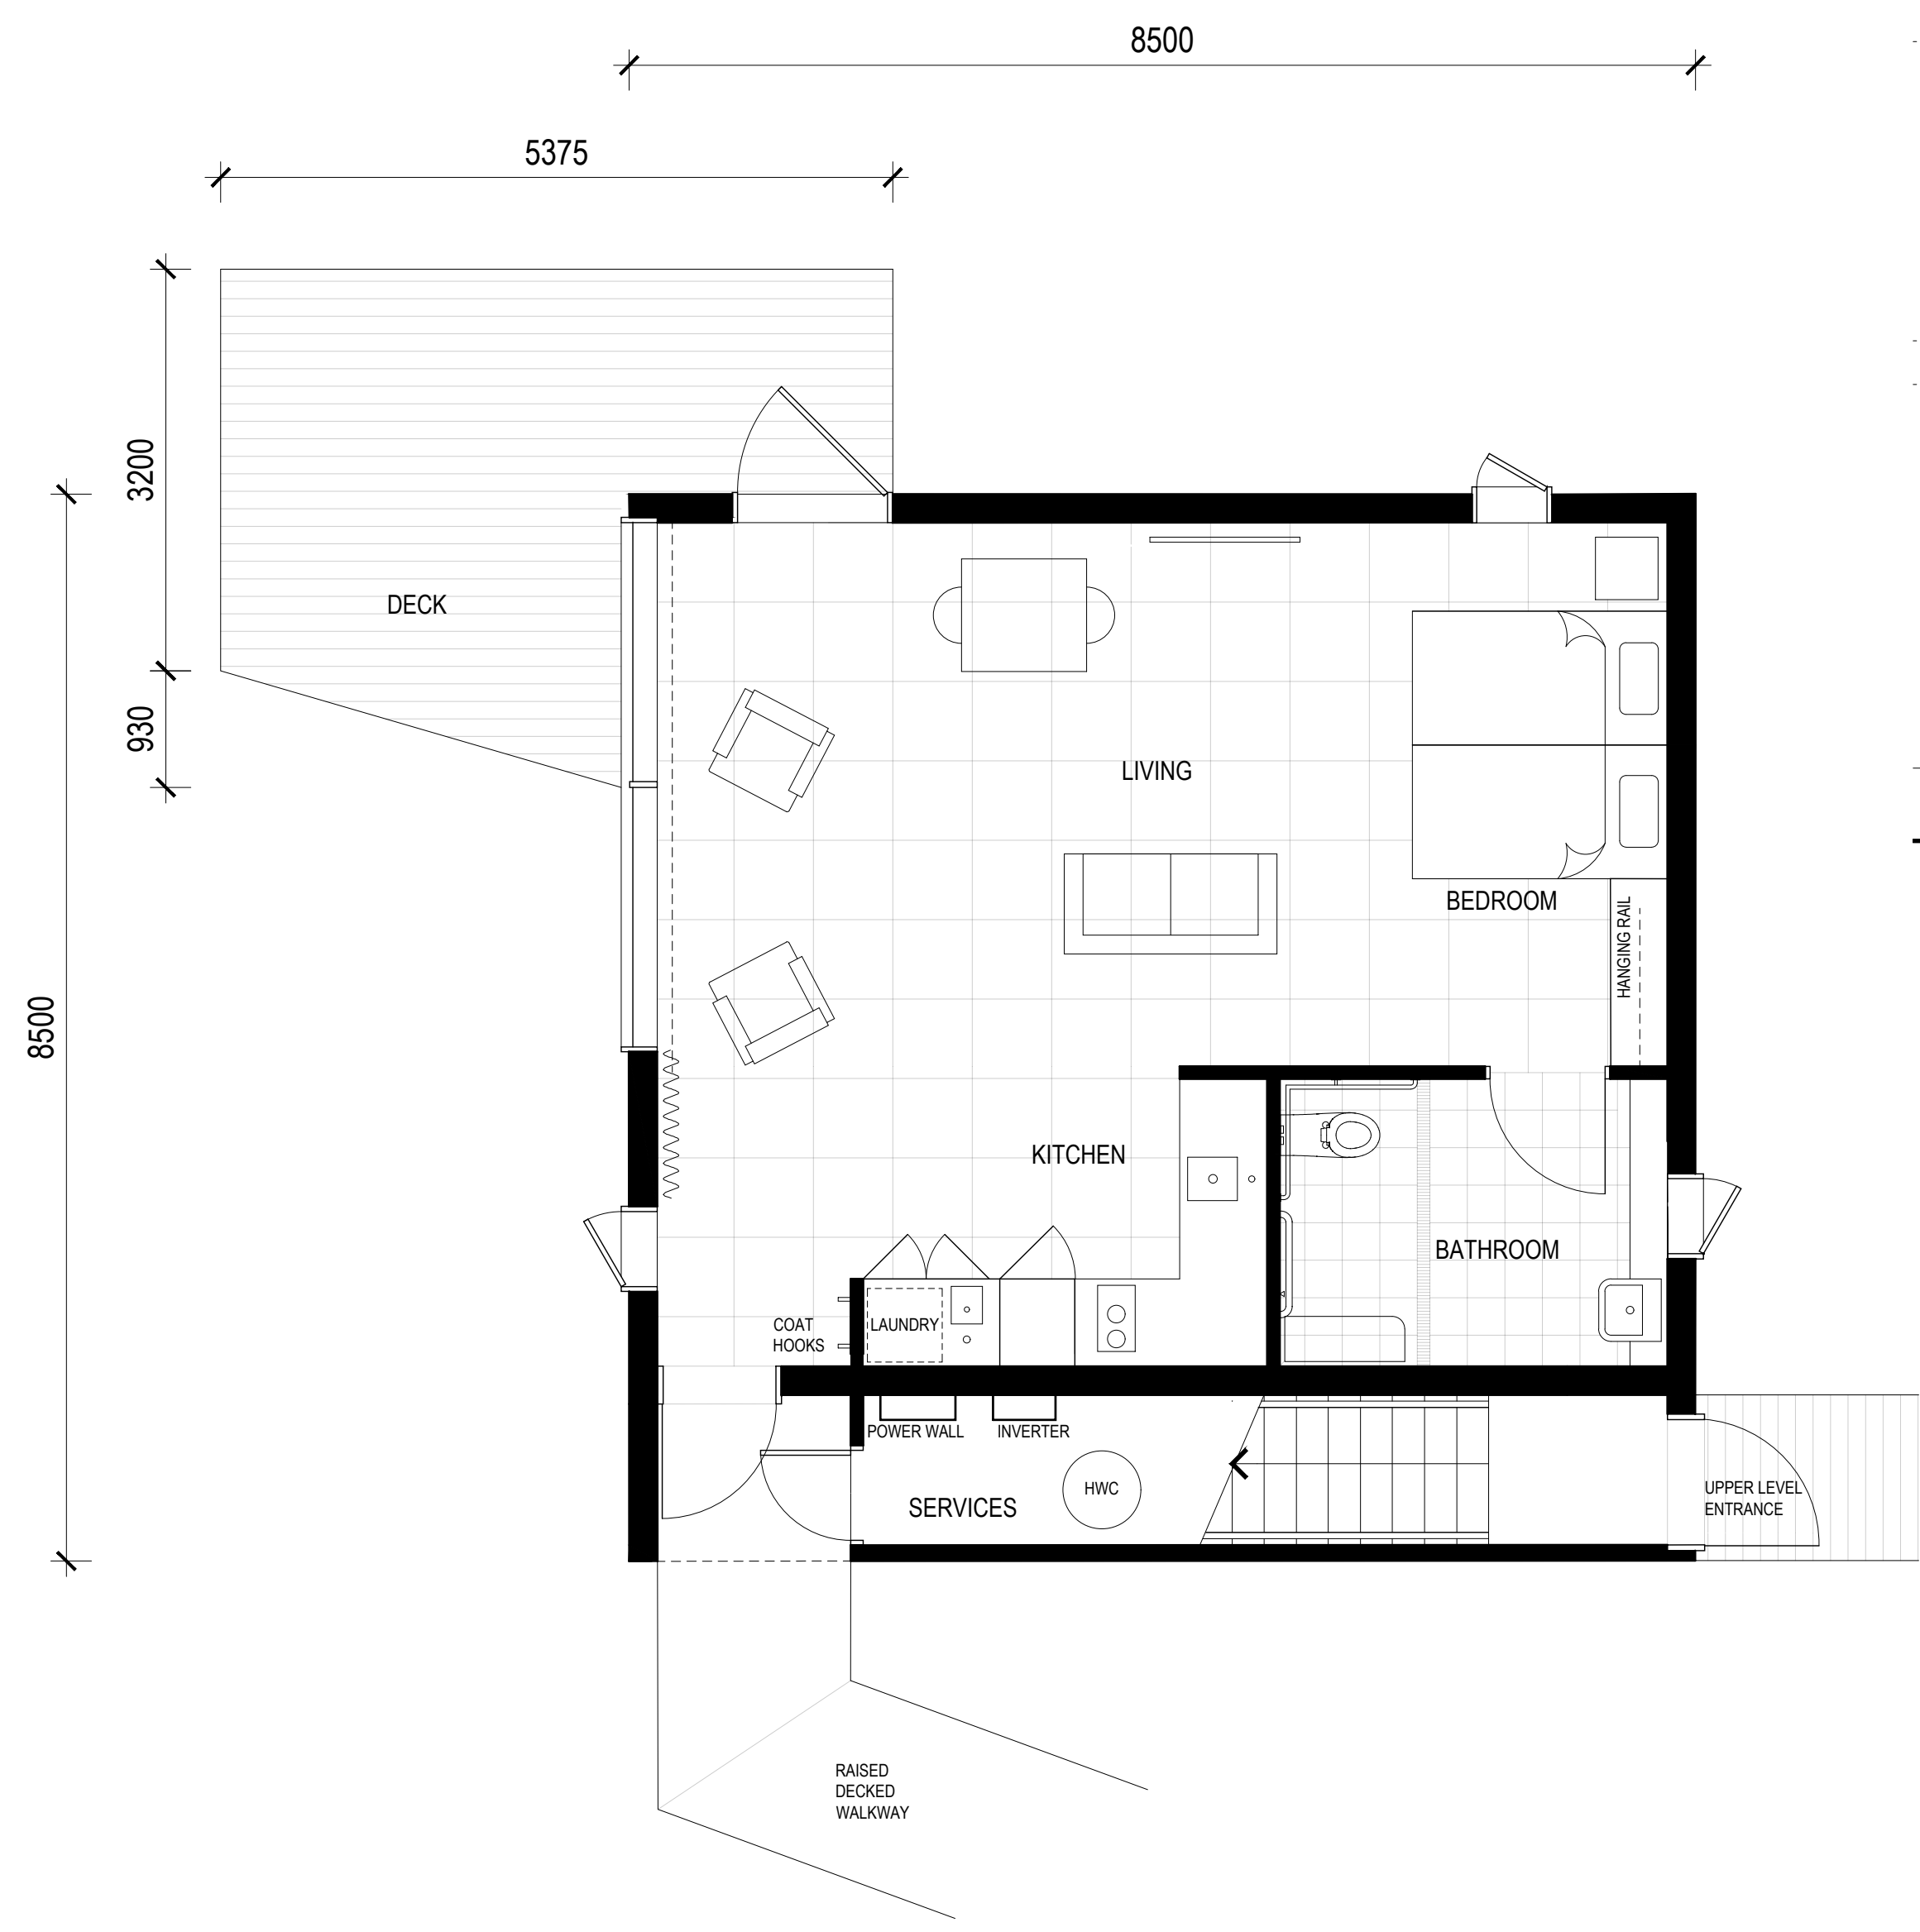 8500
5375
3200
DECK
930
LIVING
BEDROOM
HANGING RAIL
8500
KITCHEN
BATHROOM
COAT
HOOKS
LAUNDRY
POWER WALL
INVERTER
HWC
SERVICES
UPPER LEVEL
ENTRANCE
RAISED
DECKED
WALKWAY